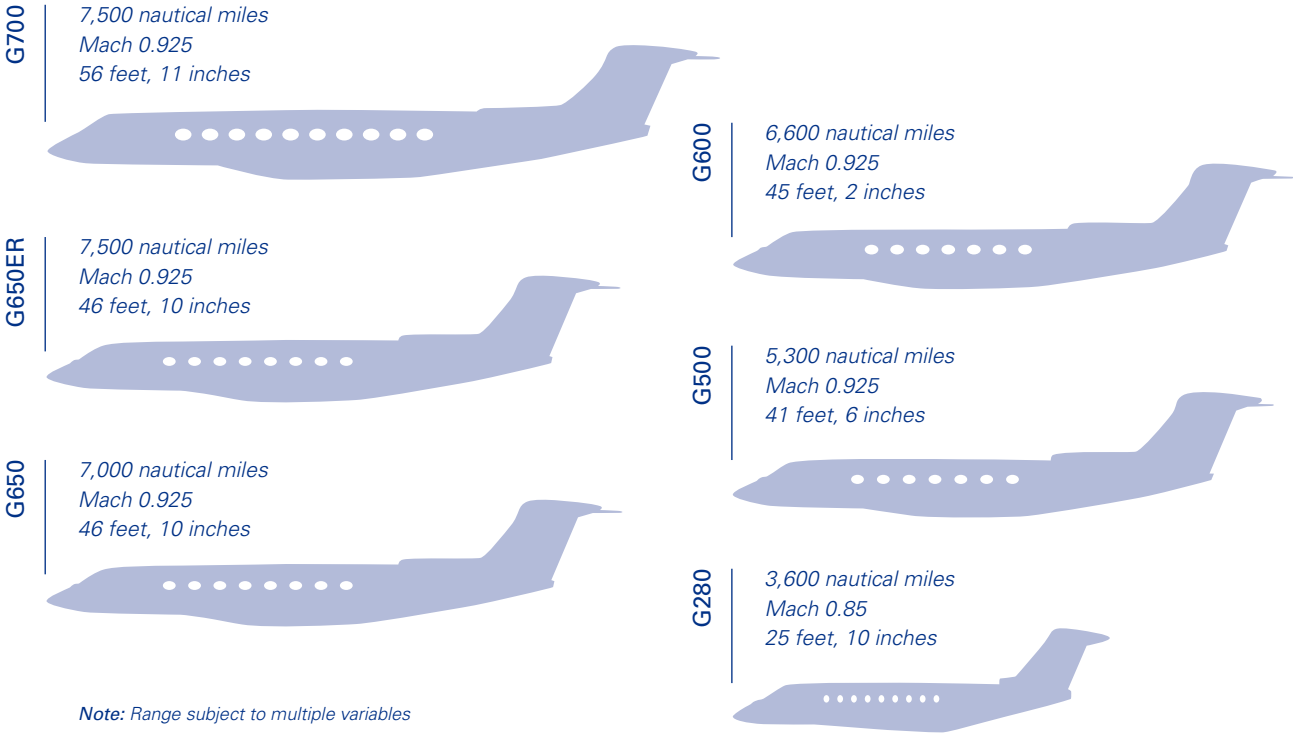 G700
7,500 nautical miles
Mach 0.925
56 feet, 11 inches
G650ER
7,500 nautical miles
Mach 0.925
46 feet, 10 inches
G650
7,000 nautical miles
Mach 0.925
46 feet, 10 inches
Note: Range subject to multiple variables
G600
6,600 nautical miles
Mach 0.925
45 feet, 2 inches
G500
5,300 nautical miles
Mach 0.925
41 feet, 6 inches
G280
3,600 nautical miles
Mach 0.85
25 feet, 10 inches